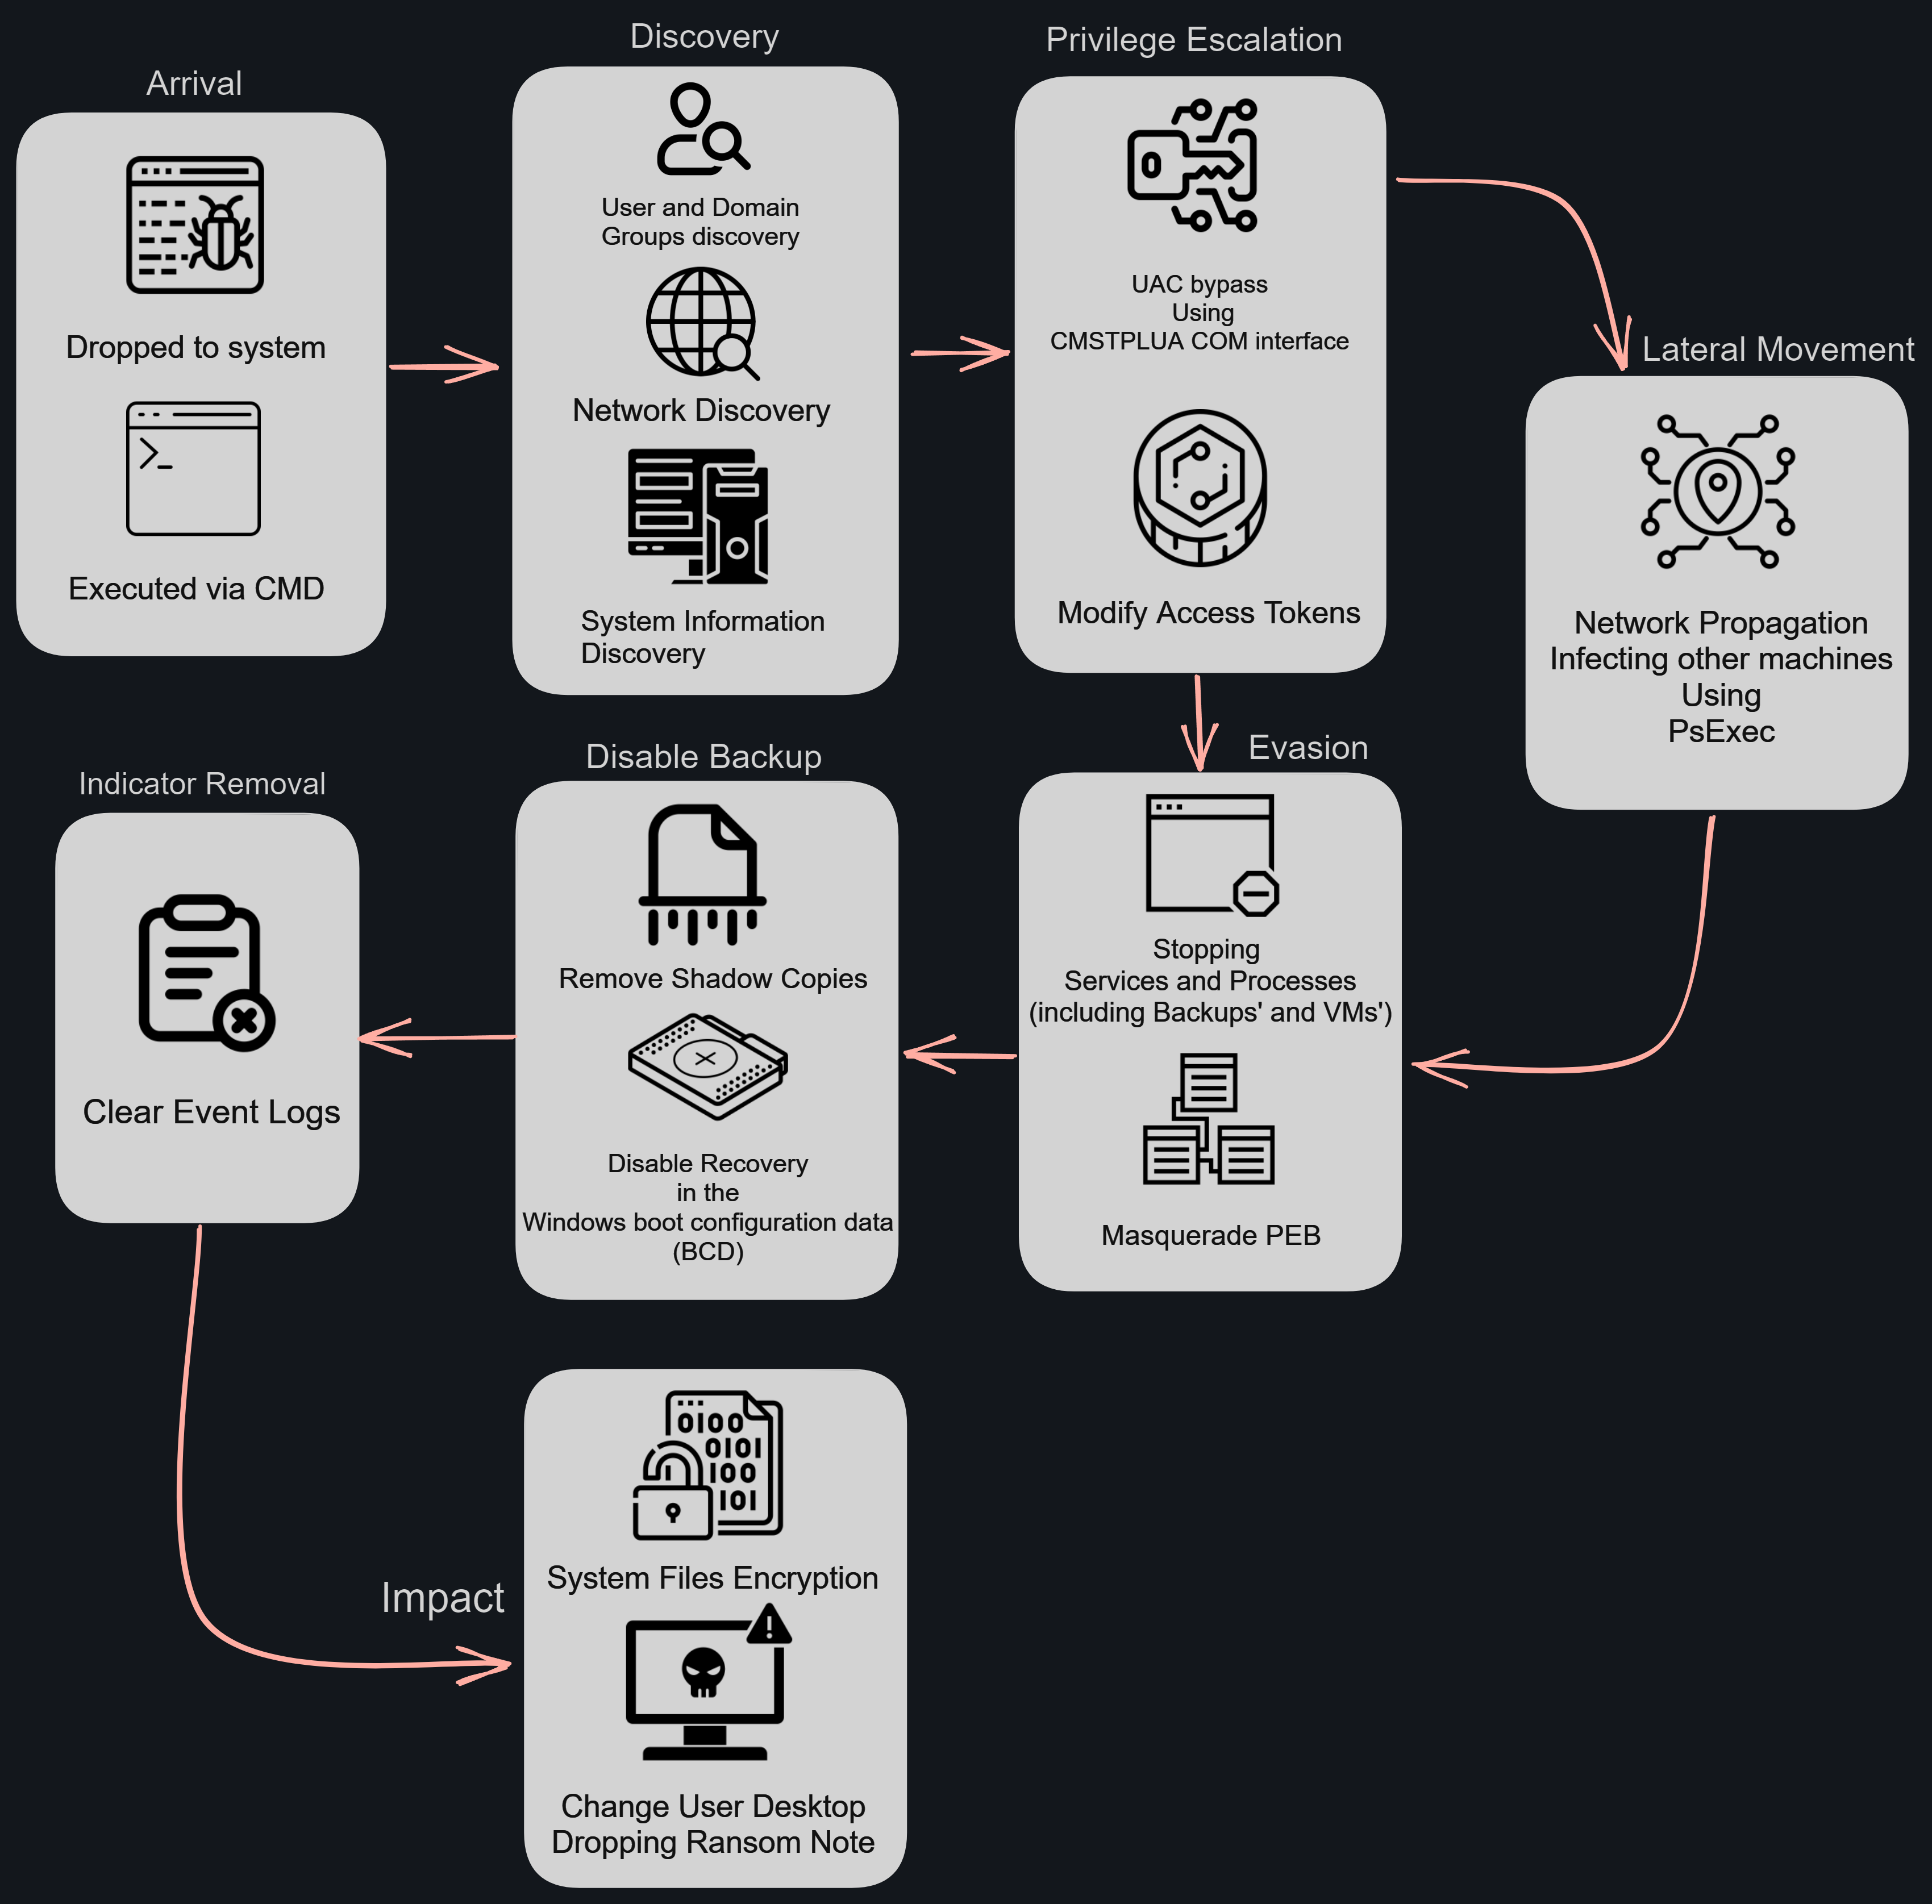 Arrival
Dropped to system
Executed via CMD
Discovery
User and Domain
Groups discovery
Network Discovery
System Information
Discovery
Privilege Escalation
UAC bypass
Using
CMSTPLUA COM interface
Modify Access Tokens
Lateral Movement
Network Propagation
Infecting other machines
Using
PsExec
Evasion
Stopping
Services and Processes
(including Backups' and VMs')
Masquerade PEB
Disable Backup
Remove Shadow Copies
Disable Recovery
in the
Windows boot configuration data
(BCD)
Indicator Removal
Clear Event Logs
Impact
0100
0101
100
101
System Files Encryption
Change User Desktop
Dropping Ransom Note